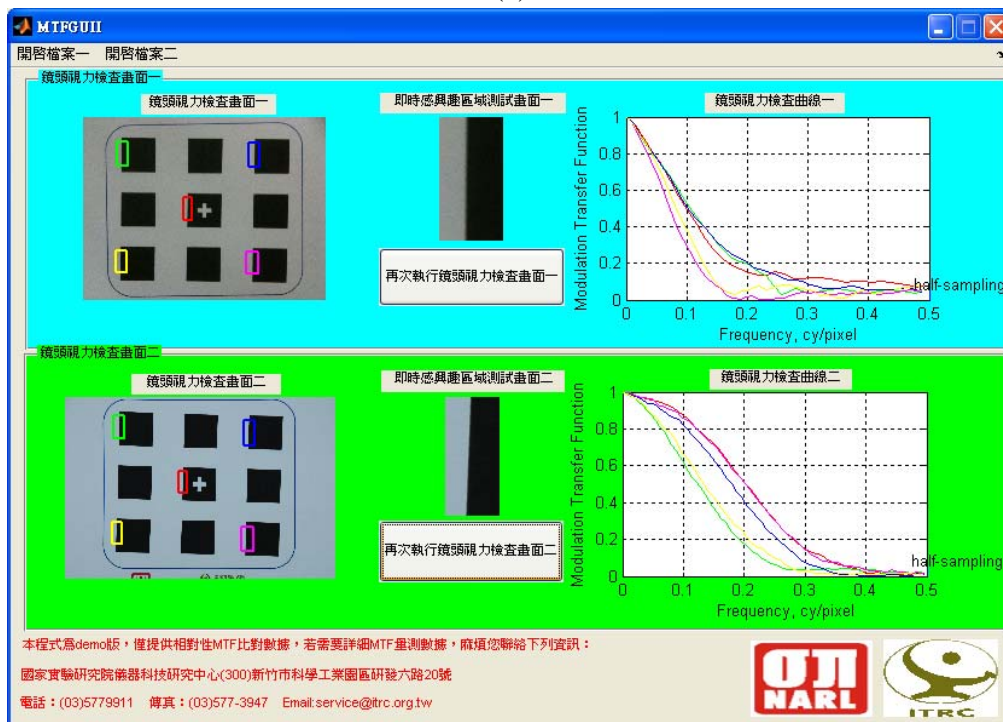 MTFGUII
開啓檔案一 開啓檔案二
鏡頭視力檢查畫面一
鏡頭視力檢查畫面一
即時感興趣區域測試畫面一
再次執行鏡頭視力檢查畫面一
鏡頭視力檢查曲線一
Modulation Transfer Function
1
0.8
0.6
0.4
0.2
0
0 0.1 0.2 0.3 0.4 0.5
half-sampling
Frequency, cy/pixel
鏡頭視力檢查畫面二
鏡頭視力檢查畫面二
即時感興趣區域測試畫面二
再次執行鏡頭視力檢查畫面二
鏡頭視力檢查曲線二
Modulation Transfer Function
1
0.8
0.6
0.4
0.2
0
0 0.1 0.2 0.3 0.4 0.5
half-sampling
Frequency, cy/pixel
本程式爲demo版，僅提供相對性MTF比對數據，若需要詳細MTF量測數據，麻煩您聯絡下列資訊：
國家實驗研究院儀器科技研究中心(300)新竹市科學工業園區研發六路20號
電話：(03)5779911 傳真：(03)577-3947 Email:service@itrc.org.tw
NARL
ITRC